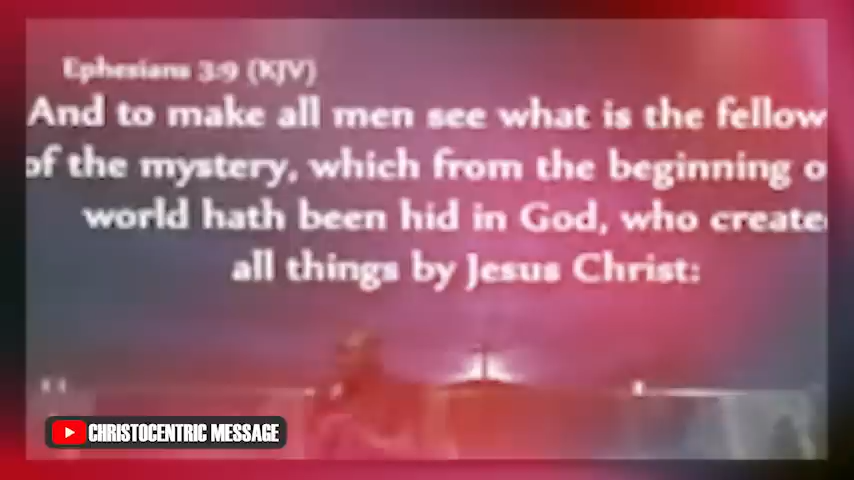 Ephesians 3:9 (KJV)
And to make all men see what is the fellow
of the mystery, which from the beginning o
world hath been hid in God, who create
all things by Jesus Christ:
CHRISTOCENTRIC MESSAGE